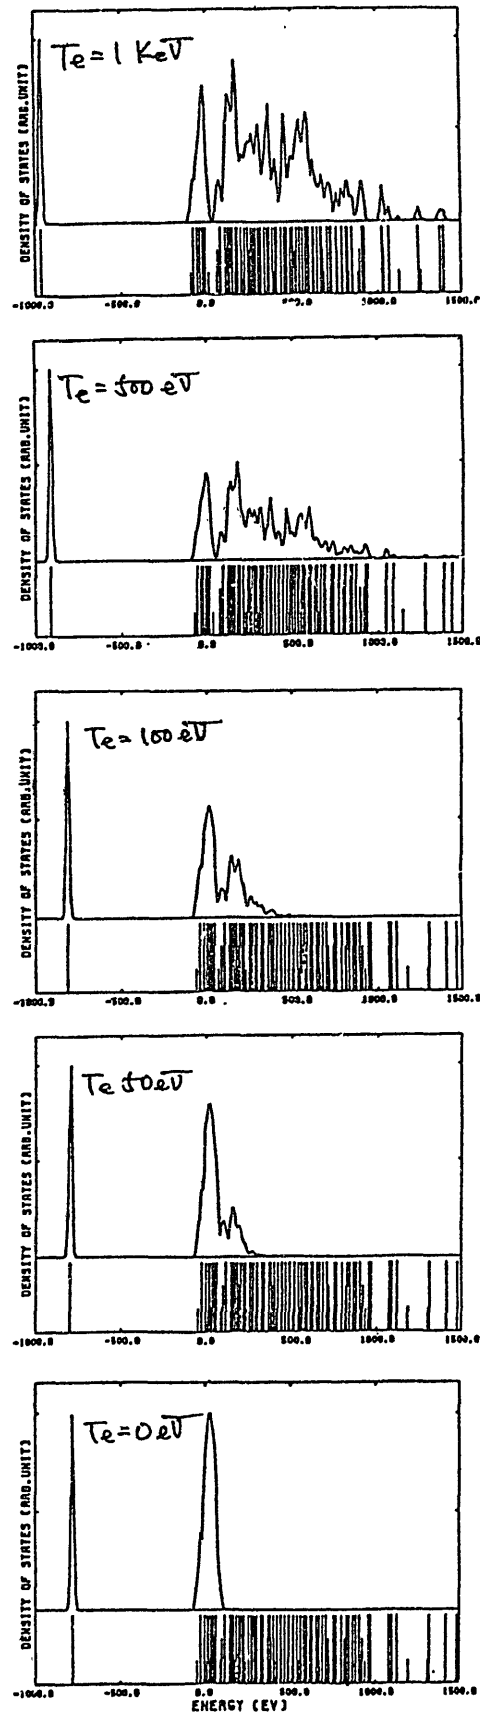 Te = 1 KeV
DENSITY OF STATES (ARB.UNIT)
-1000.0 -500.0 0.0 1000.0 1500.0
Te = 500 eV
DENSITY OF STATES (ARB.UNIT)
-1000.0 -500.0 0.0 500.0 1000.0 1500.0
Te = 100 eV
DENSITY OF STATES (ARB.UNIT)
-1000.0 -500.0 0.0 500.0 1000.0 1500.0
Te 50 eV
DENSITY OF STATES (ARB.UNIT)
-1000.0 -500.0 0.0 500.0 1000.0 1500.0
Te = 0 eV
DENSITY OF STATES (ARB.UNIT)
-1000.0 -500.0 0.0 500.0 1000.0 1500.0
ENERGY (EV)